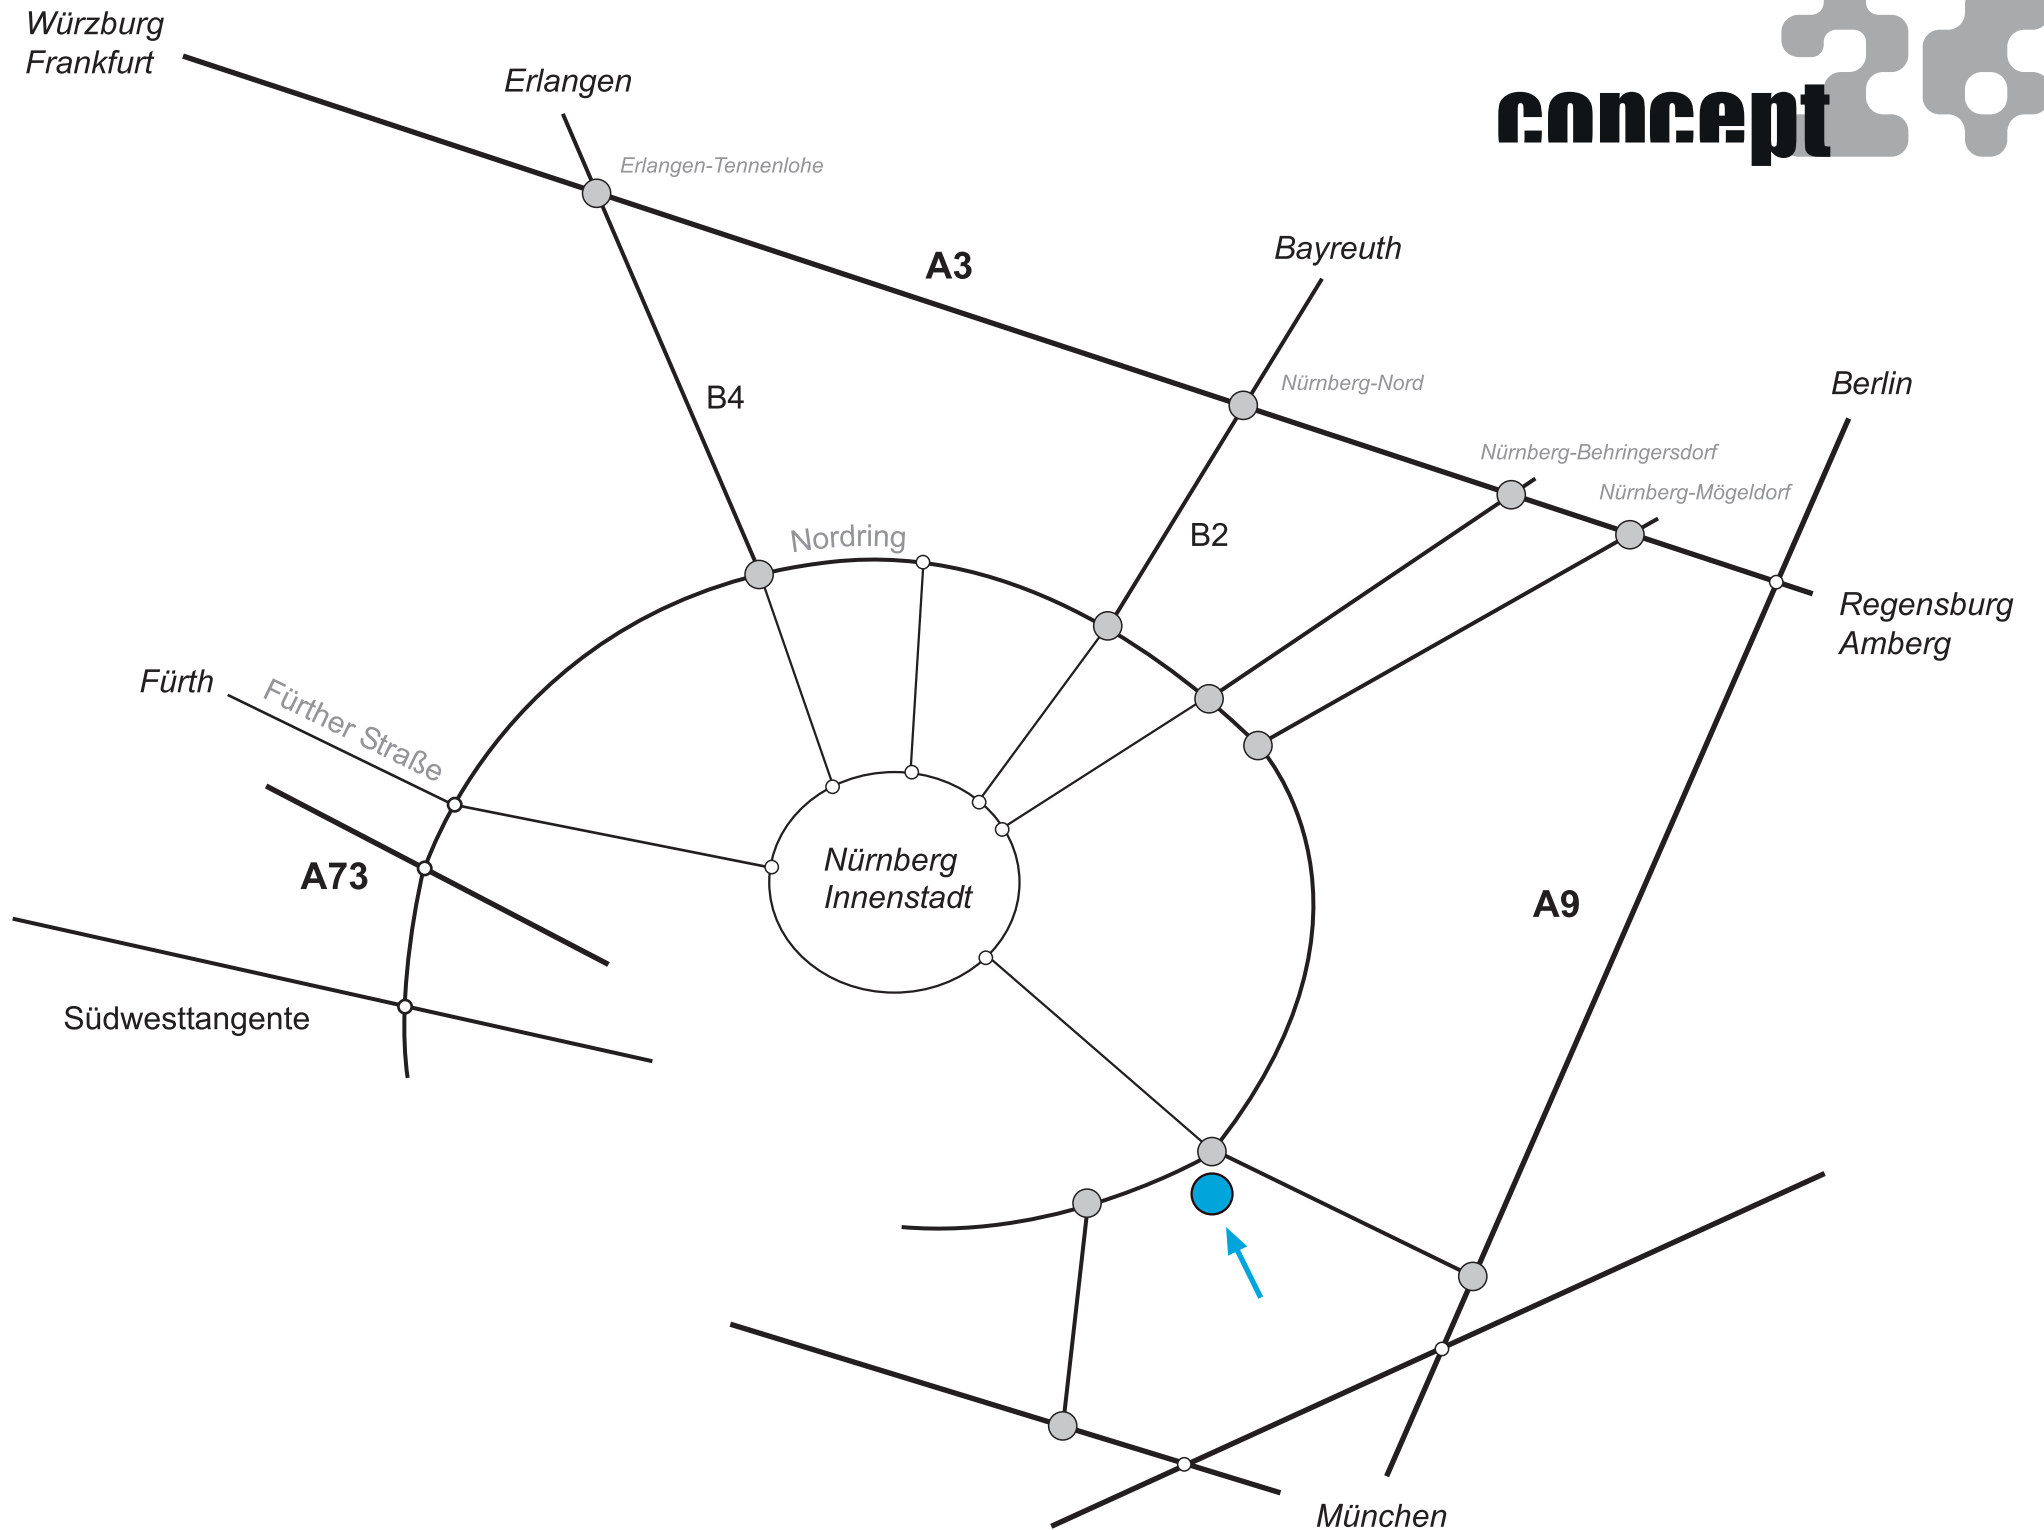 Würzburg
Frankfurt
Erlangen
concept
26
Erlangen-Tennenlohe
A3
Bayreuth
Nürnberg-Nord
Berlin
B4
Nürnberg-Behringersdorf
Nürnberg-Mögeldorf
Nordring
B2
Regensburg
Amberg
Fürth
Fürther Straße
A73
Nürnberg
Innenstadt
A9
Südwesttangente
München